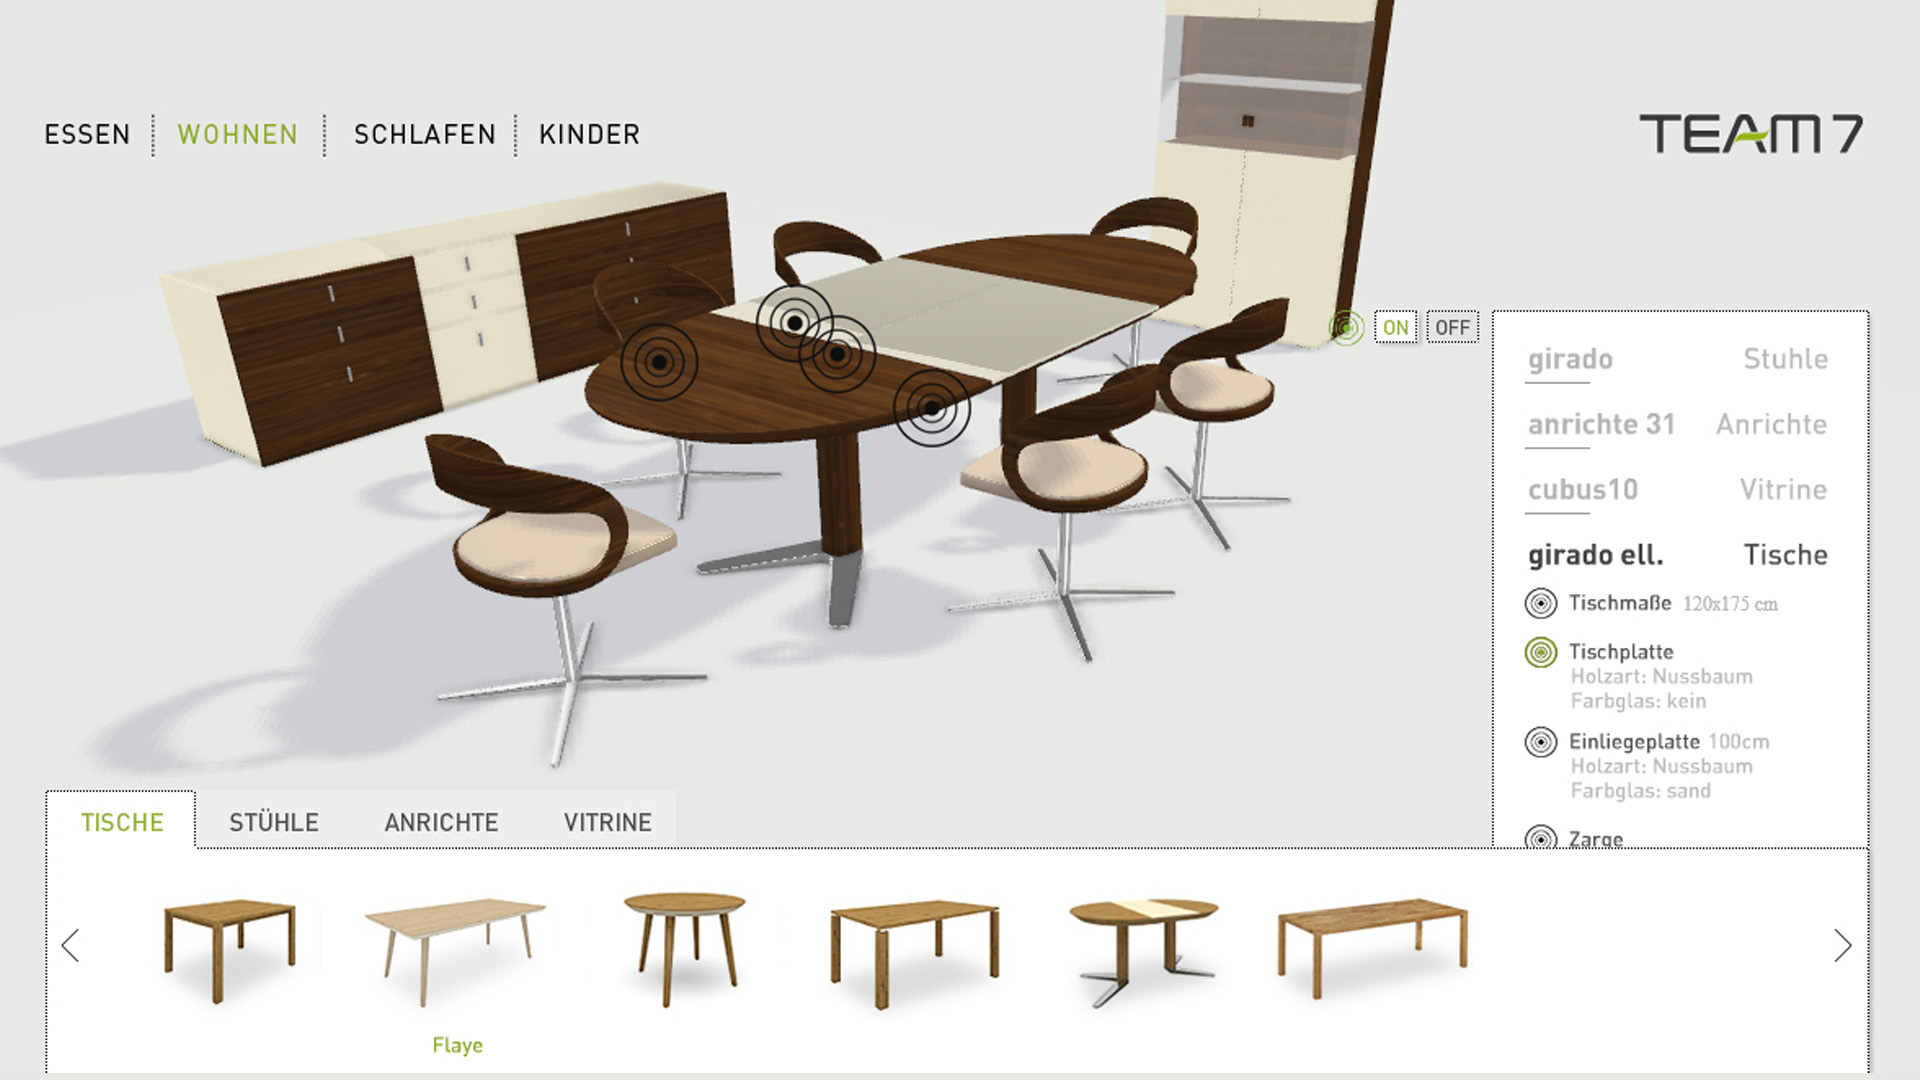 ESSEN WOHNEN SCHLAFEN KINDER
TEAM 7
ON OFF
girado Stuhle
anrichte 31 Anrichte
cubus10 Vitrine
girado ell. Tische
Tischmaße 120x175 cm
Tischplatte
Holzart: Nussbaum
Farbglas: kein
Einliegeplatte 100cm
Holzart: Nussbaum
Farbglas: sand
Zarge
TISCHE STÜHLE ANRICHTE VITRINE
Flaye